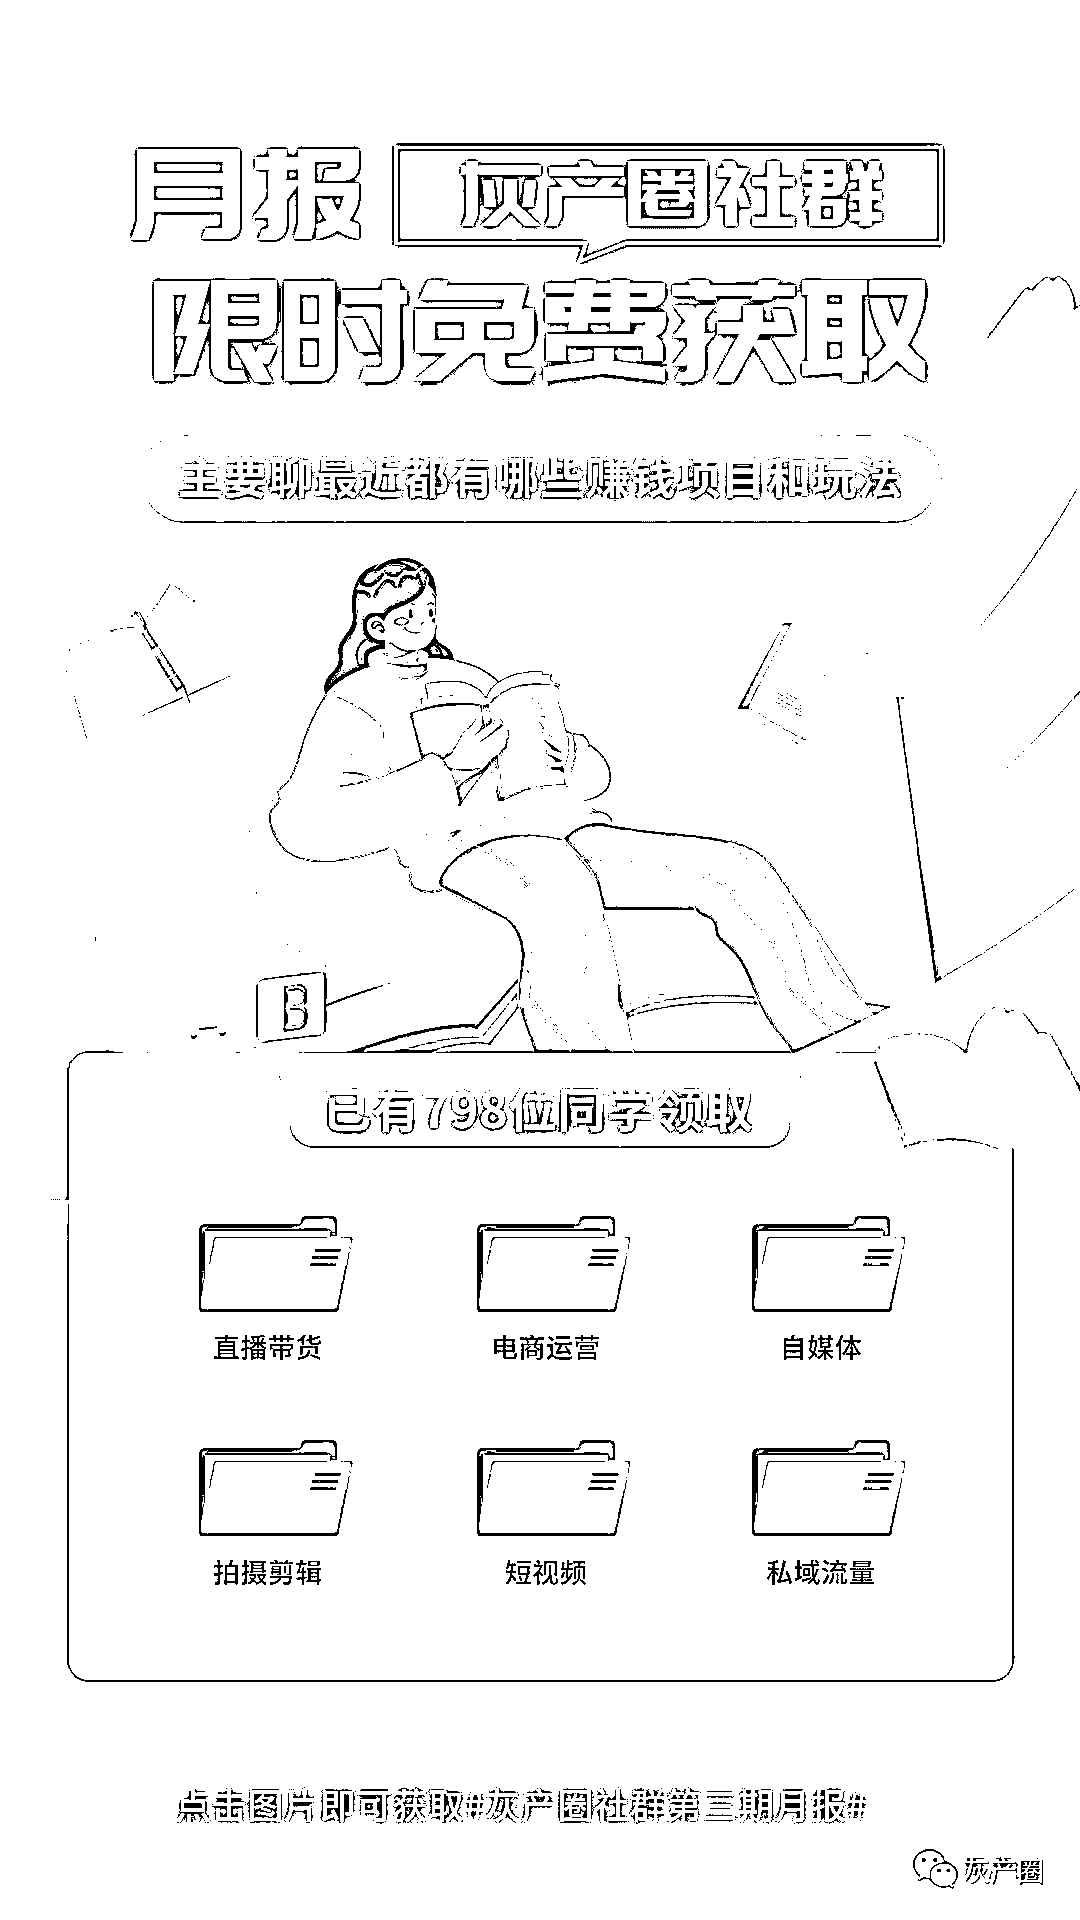 月报 灰产圈社群
限时免费获取
主要聊最近都有哪些赚钱项目和玩法
B
已有798位同学领取
直播带货 电商运营 自媒体
拍摄剪辑 短视频 私域流量
点击图片即可获取#灰产圈社群第三期月报#
灰产圈